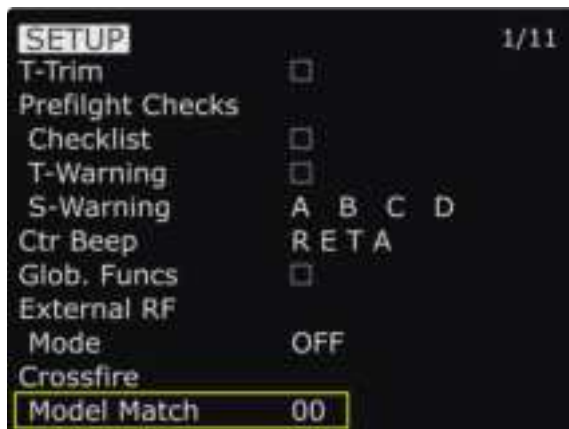 SETUP 1/11
T-Trim
Prefilght Checks
Checklist
T-Warning
S-Warning A B C D
Ctr Beep R E T A
Glob. Funcs
External RF
Mode OFF
Crossfire
Model Match 00